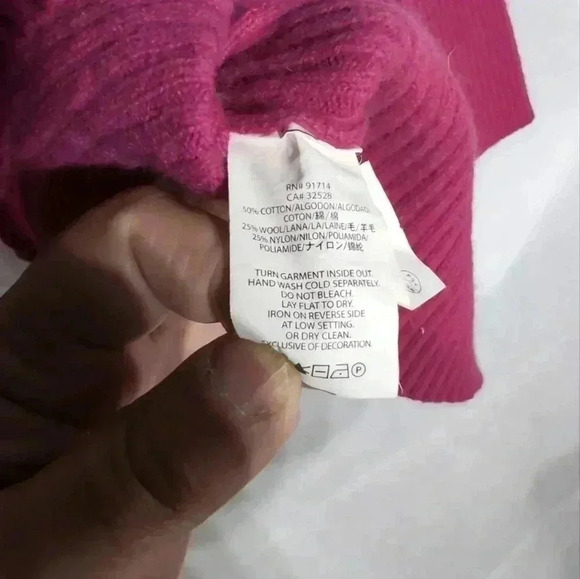 RN# 91714
CA# 32528
50% COTTON/ALGODON/ALGODAO
COTON/綿/棉
25% WOOL/LANA/LA/LAINE/毛/羊毛
25% NYLON/NILON/POLIAMIDA/
POLIAMIDE/ナイロン/锦纶
TURN GARMENT INSIDE OUT.
HAND WASH COLD SEPARATELY.
DO NOT BLEACH.
LAY FLAT TO DRY.
IRON ON REVERSE SIDE
AT LOW SETTING.
OR DRY CLEAN.
EXCLUSIVE OF DECORATION.
P